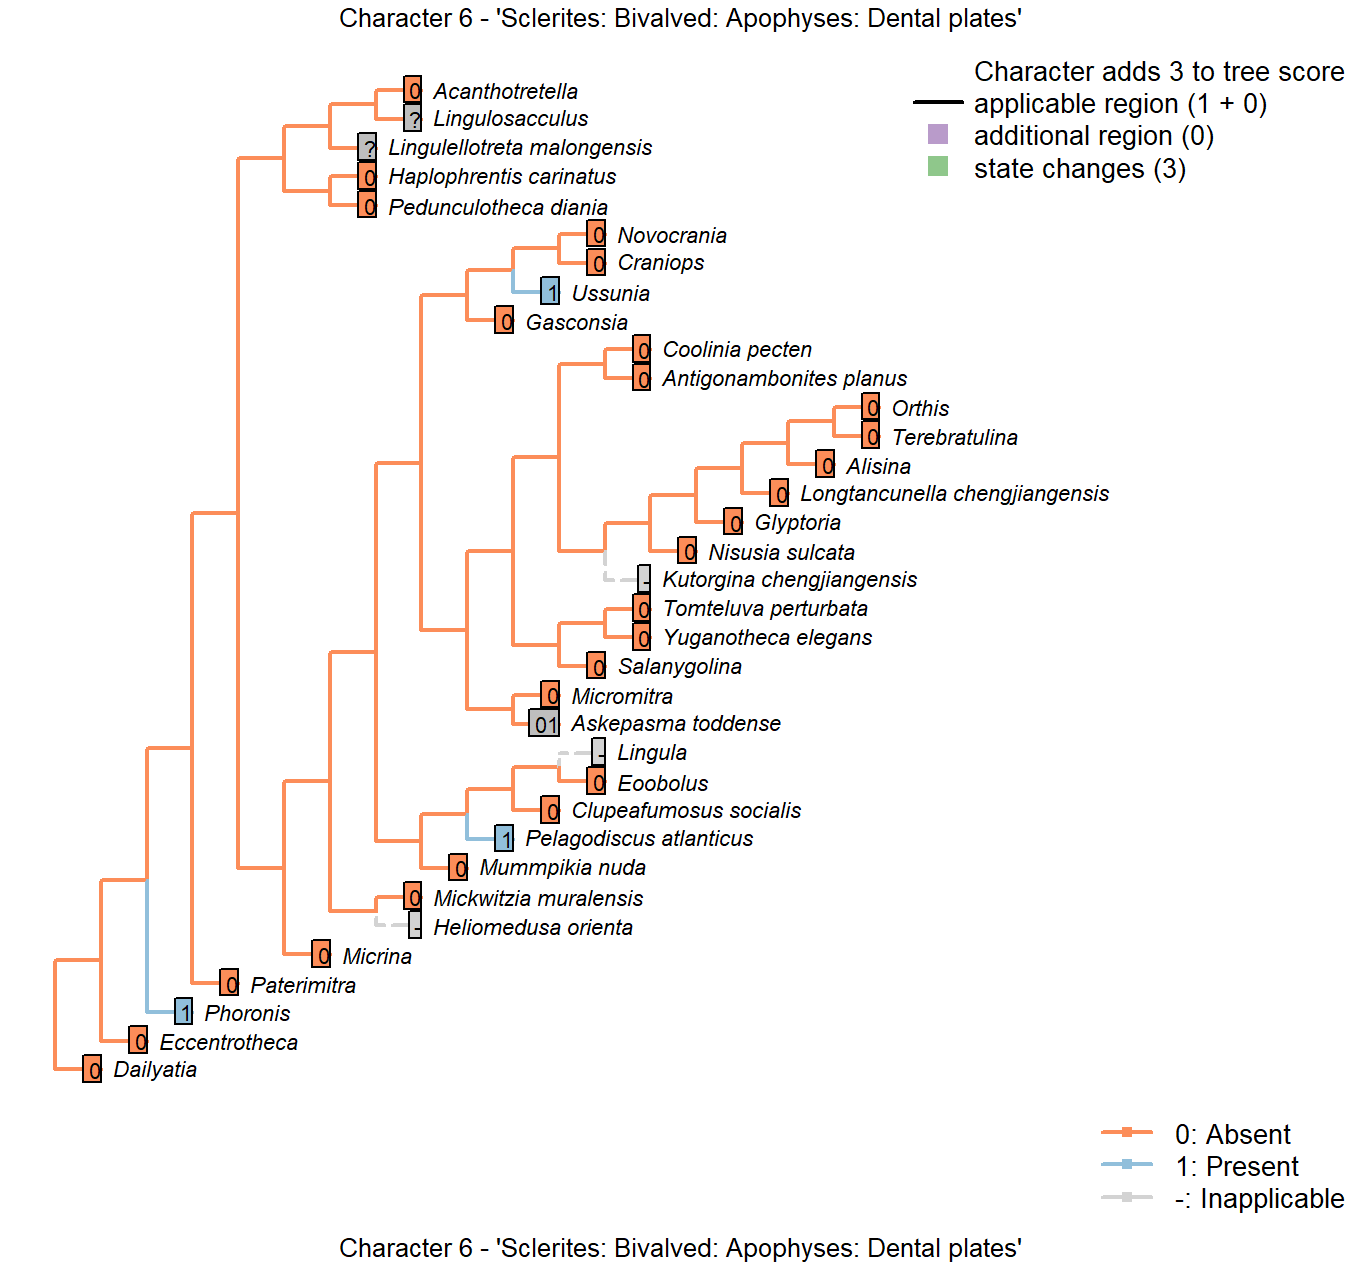 Character 6 - 'Sclerites: Bivalved: Apophyses: Dental plates'
Character adds 3 to tree score
applicable region (1 + 0)
additional region (0)
state changes (3)
0 Acanthotretella
? Lingulosacculus
? Lingulellotreta malongensis
0 Haplophrentis carinatus
0 Pedunculotheca diania
0 Novocrania
0 Craniops
1 Ussunia
0 Gasconsia
0 Coolinia pecten
0 Antigonambonites planus
0 Orthis
0 Terebratulina
0 Alisina
0 Longtancunella chengjiangensis
0 Glyptoria
0 Nisusia sulcata
- Kutorgina chengjiangensis
0 Tomteluva perturbata
0 Yuganotheca elegans
0 Salanygolina
0 Micromitra
01 Askepasma toddense
- Lingula
0 Eoobolus
0 Clupeafumosus socialis
1 Pelagodiscus atlanticus
0 Mummpikia nuda
0 Mickwitzia muralensis
- Heliomedusa orienta
0 Micrina
0 Paterimitra
1 Phoronis
0 Eccentrotheca
0 Dailyatia
0: Absent
1: Present
-: Inapplicable
Character 6 - 'Sclerites: Bivalved: Apophyses: Dental plates'